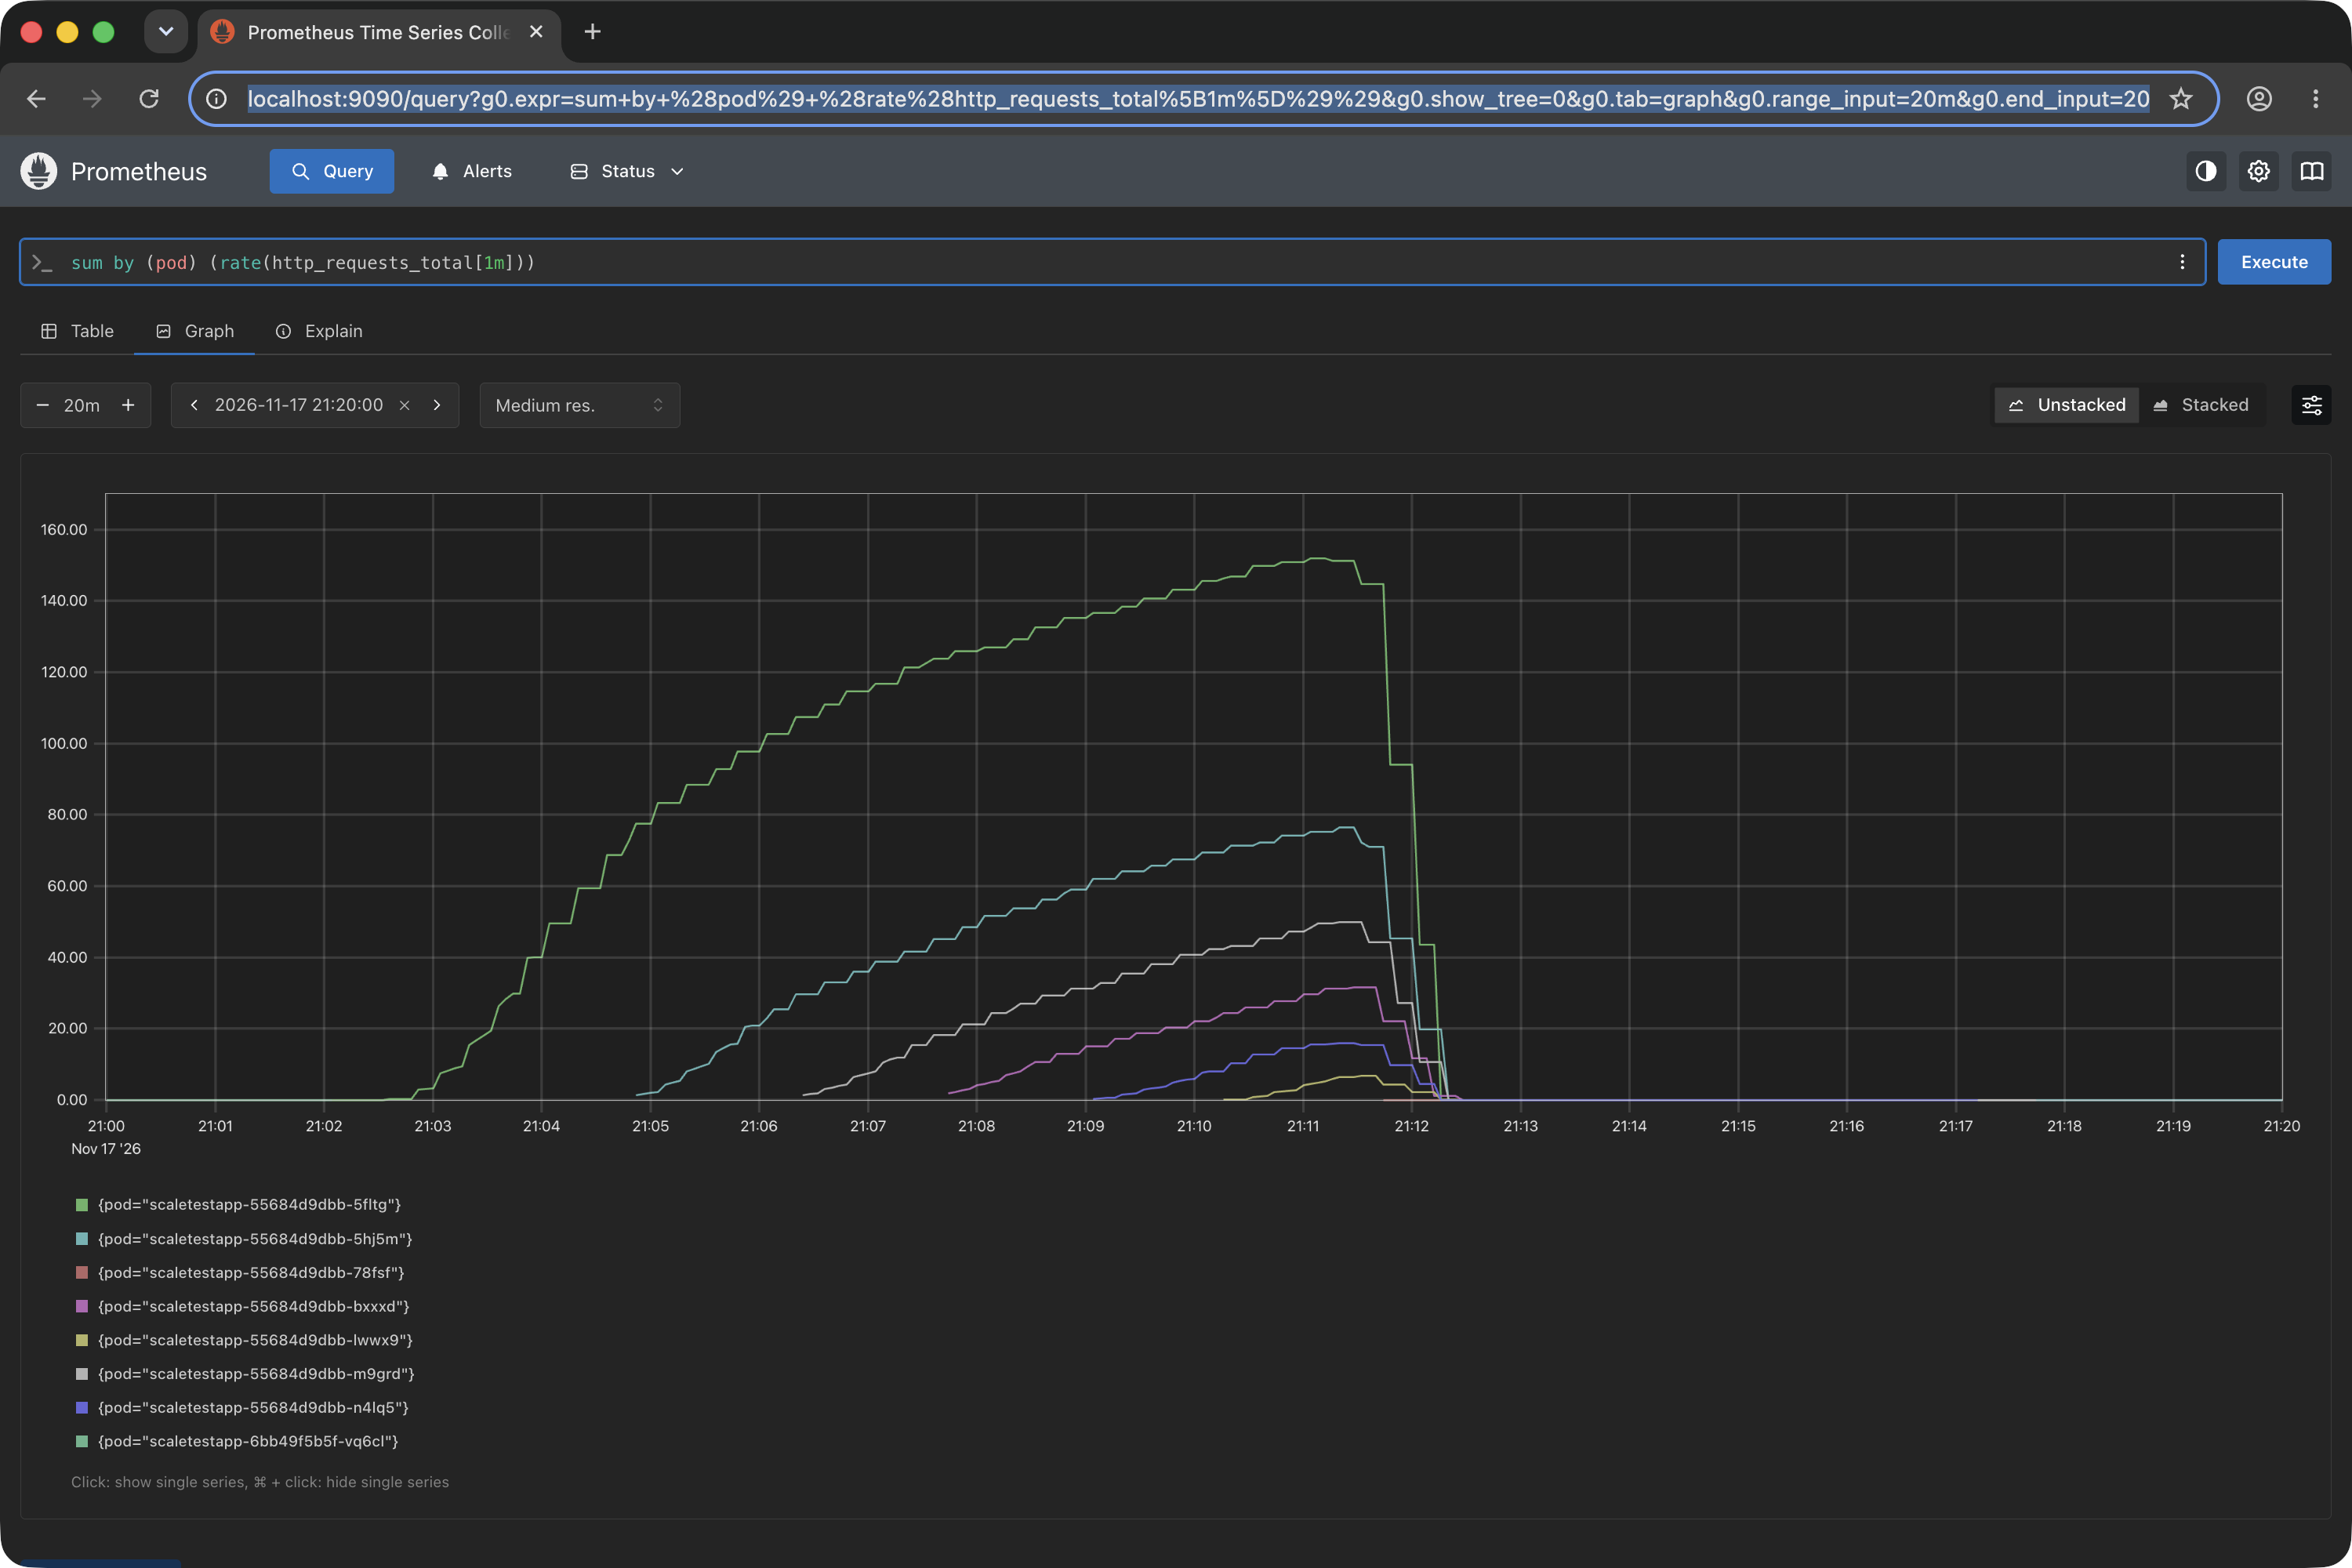 Prometheus Time Series Colle
localhost:9090/query?g0.expr=sum+by+%28pod%29+%28rate%28http_requests_total%5B1m%5D%29%29&g0.show_tree=0&g0.tab=graph&g0.range_input=20m&g0.end_input=20
Prometheus Query Alerts Status
sum by (pod) (rate(http_requests_total[1m])) Execute
Table Graph Explain
20m 2026-11-17 21:20:00 Medium res. Unstacked Stacked
160.00
140.00
120.00
100.00
80.00
60.00
40.00
20.00
0.00
21:00 21:01 21:02 21:03 21:04 21:05 21:06 21:07 21:08 21:09 21:10 21:11 21:12 21:13 21:14 21:15 21:16 21:17 21:18 21:19 21:20
Nov 17 '26
{pod="scaletestapp-55684d9dbb-5fltg"}
{pod="scaletestapp-55684d9dbb-5hj5m"}
{pod="scaletestapp-55684d9dbb-78fsf"}
{pod="scaletestapp-55684d9dbb-bxxxd"}
{pod="scaletestapp-55684d9dbb-lwwx9"}
{pod="scaletestapp-55684d9dbb-m9grd"}
{pod="scaletestapp-55684d9dbb-n4lq5"}
{pod="scaletestapp-6bb49f5b5f-vq6cl"}
Click: show single series, ⌘ + click: hide single series